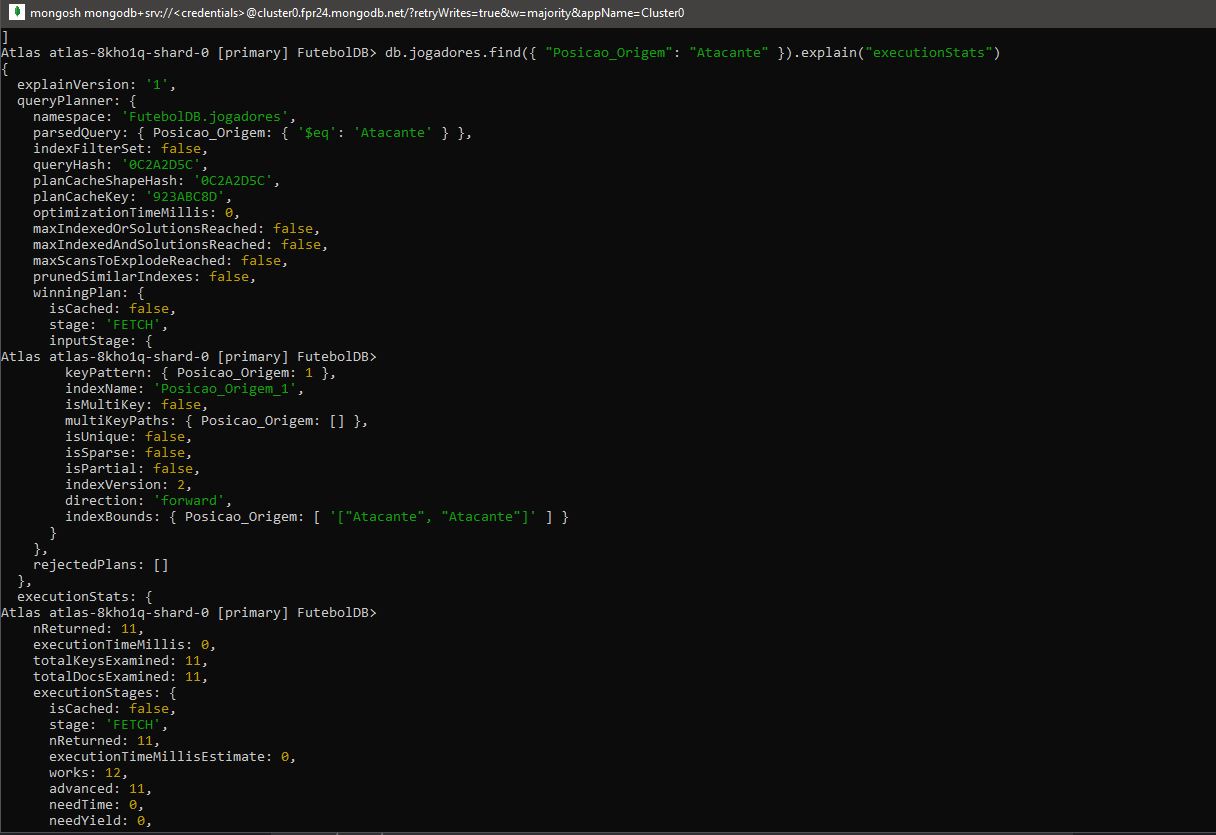 mongosh mongodb+srv://<credentials>@cluster0.fpr24.mongodb.net/?retryWrites=true&w=majority&appName=Cluster0
]
Atlas atlas-8kho1q-shard-0 [primary] FutebolDB> db.jogadores.find({ "Posicao_Origem": "Atacante" }).explain("executionStats")
{
  explainVersion: '1',
  queryPlanner: {
    namespace: 'FutebolDB.jogadores',
    parsedQuery: { Posicao_Origem: { '$eq': 'Atacante' } },
    indexFilterSet: false,
    queryHash: '0C2A2D5C',
    planCacheShapeHash: '0C2A2D5C',
    planCacheKey: '923ABC8D',
    optimizationTimeMillis: 0,
    maxIndexedOrSolutionsReached: false,
    maxIndexedAndSolutionsReached: false,
    maxScansToExplodeReached: false,
    prunedSimilarIndexes: false,
    winningPlan: {
      isCached: false,
      stage: 'FETCH',
      inputStage: {
Atlas atlas-8kho1q-shard-0 [primary] FutebolDB>
        keyPattern: { Posicao_Origem: 1 },
        indexName: 'Posicao_Origem_1',
        isMultiKey: false,
        multiKeyPaths: { Posicao_Origem: [] },
        isUnique: false,
        isSparse: false,
        isPartial: false,
        indexVersion: 2,
        direction: 'forward',
        indexBounds: { Posicao_Origem: [ '["Atacante", "Atacante"]' ] }
      }
    },
    rejectedPlans: []
  },
  executionStats: {
Atlas atlas-8kho1q-shard-0 [primary] FutebolDB>
    nReturned: 11,
    executionTimeMillis: 0,
    totalKeysExamined: 11,
    totalDocsExamined: 11,
    executionStages: {
      isCached: false,
      stage: 'FETCH',
      nReturned: 11,
      executionTimeMillisEstimate: 0,
      works: 12,
      advanced: 11,
      needTime: 0,
      needYield: 0,